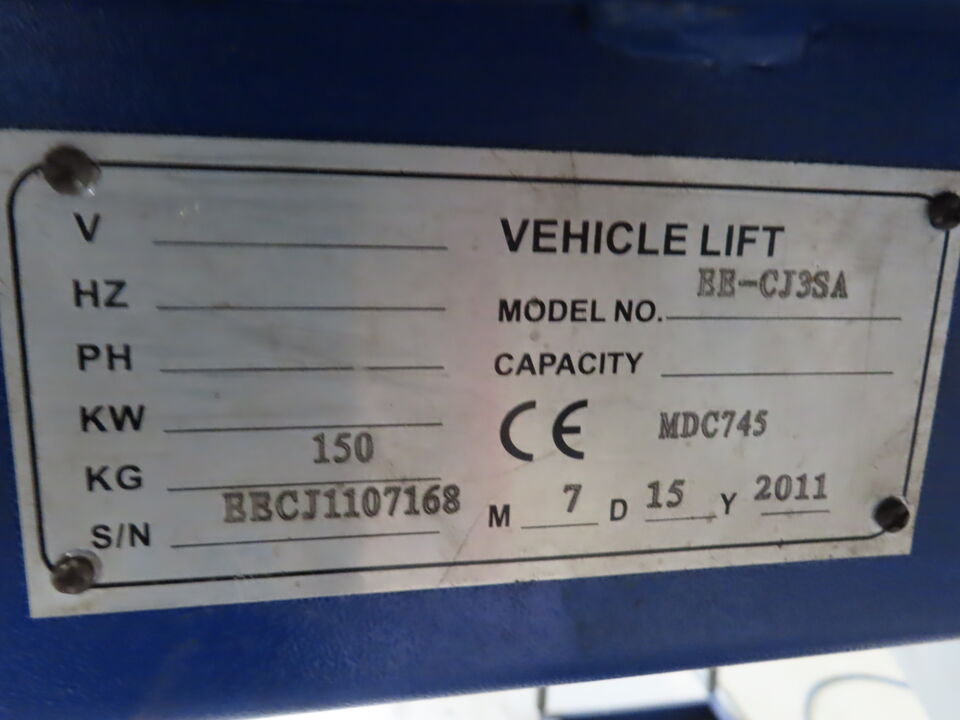 V
HZ
PH
KW
KG 150
S/N EECJ1107168
VEHICLE LIFT
MODEL NO. EE-CJ3SA
CAPACITY
CE MDC745
M 7 D 15 Y 2011